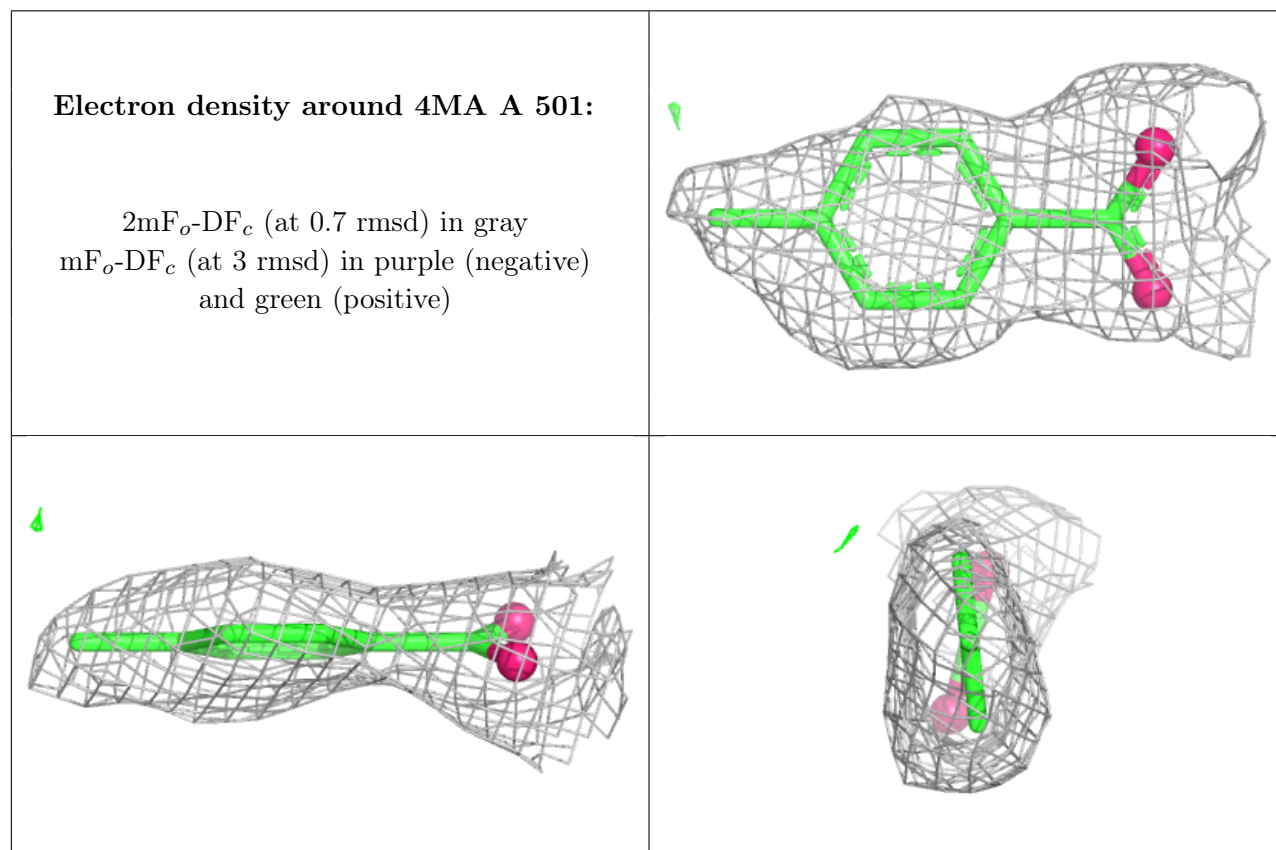 Electron density around 4MA A 501:
2mFₒ-DF𝒸 (at 0.7 rmsd) in gray
mFₒ-DF𝒸 (at 3 rmsd) in purple (negative)
and green (positive)